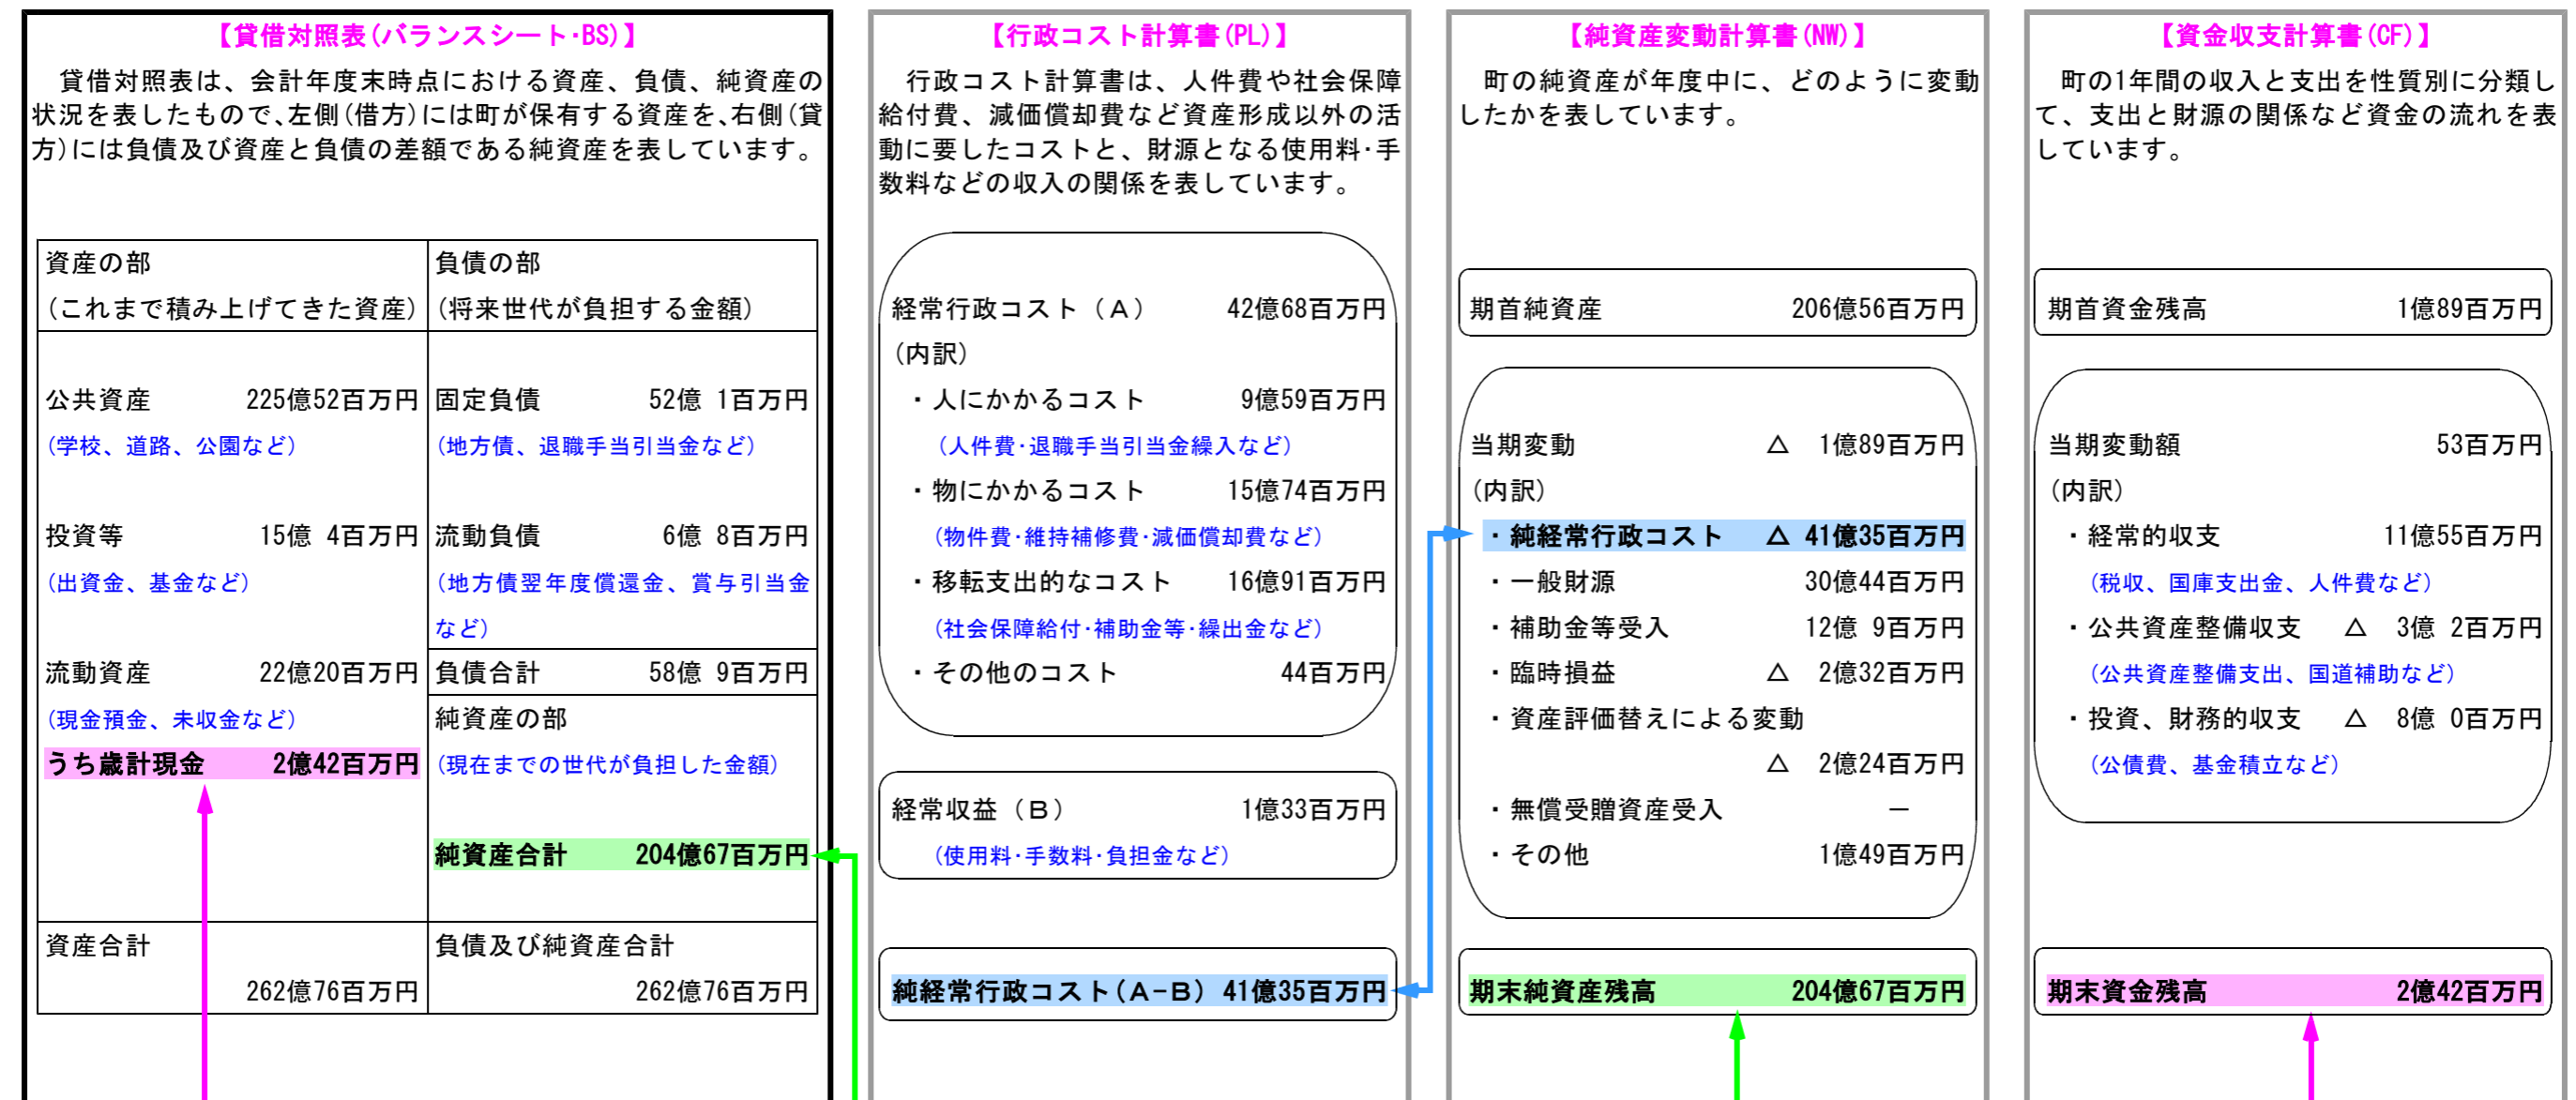 【貸借対照表(バランスシート・BS)】
貸借対照表は、会計年度末時点における資産、負債、純資産の
状況を表したもので、左側(借方)には町が保有する資産を、右側(貸
方)には負債及び資産と負債の差額である純資産を表しています。
資産の部
(これまで積み上げてきた資産)
公共資産 225億52百万円
(学校、道路、公園など)
投資等 15億 4百万円
(出資金、基金など)
流動資産 22億20百万円
(現金預金、未収金など)
うち歳計現金 2億42百万円
資産合計
262億76百万円
負債の部
(将来世代が負担する金額)
固定負債 52億 1百万円
(地方債、退職手当引当金など)
流動負債 6億 8百万円
(地方債翌年度償還金、賞与引当金
など)
負債合計 58億 9百万円
純資産の部
(現在までの世代が負担した金額)
純資産合計 204億67百万円
負債及び純資産合計
262億76百万円
【行政コスト計算書(PL)】
行政コスト計算書は、人件費や社会保障
給付費、減価償却費など資産形成以外の活
動に要したコストと、財源となる使用料・手
数料などの収入の関係を表しています。
経常行政コスト(A) 42億68百万円
(内訳)
・人にかかるコスト 9億59百万円
(人件費・退職手当引当金繰入など)
・物にかかるコスト 15億74百万円
(物件費・維持補修費・減価償却費など)
・移転支出的なコスト 16億91百万円
(社会保障給付・補助金等・繰出金など)
・その他のコスト 44百万円
経常収益(B) 1億33百万円
(使用料・手数料・負担金など)
純経常行政コスト(A-B) 41億35百万円
【純資産変動計算書(NW)】
町の純資産が年度中に、どのように変動
したかを表しています。
期首純資産 206億56百万円
当期変動 △ 1億89百万円
(内訳)
・純経常行政コスト △ 41億35百万円
・一般財源 30億44百万円
・補助金等受入 12億 9百万円
・臨時損益 △ 2億32百万円
・資産評価替えによる変動
△ 2億24百万円
・無償受贈資産受入 －
・その他 1億49百万円
期末純資産残高 204億67百万円
【資金収支計算書(CF)】
町の1年間の収入と支出を性質別に分類し
て、支出と財源の関係など資金の流れを表
しています。
期首資金残高 1億89百万円
当期変動額 53百万円
(内訳)
・経常的収支 11億55百万円
(税収、国庫支出金、人件費など)
・公共資産整備収支 △ 3億 2百万円
(公共資産整備支出、国道補助など)
・投資、財務的収支 △ 8億 0百万円
(公債費、基金積立など)
期末資金残高 2億42百万円